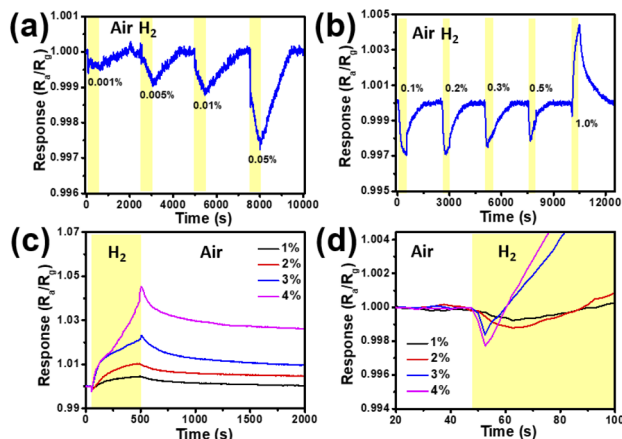 (a)
Air H2
1.001
1.000
0.999
0.998
0.997
0.996
0.001%
0.005%
0.01%
0.05%
Response (Ra/Rg)
0 2000 4000 6000 8000 10000
Time (s)
(b)
Air H2
1.005
1.003
1.001
0.999
0.997
0.995
0.1% 0.2% 0.3% 0.5%
1.0%
Response (Ra/Rg)
0 3000 6000 9000 12000
Time (s)
(c)
H2 Air
1.07
1.05
1.03
1.01
0.99
1%
2%
3%
4%
Response (Ra/Rg)
0 500 1000 1500 2000
Time (s)
(d)
Air H2
1.004
1.002
1.000
0.998
0.996
0.994
1%
2%
3%
4%
Response (Ra/Rg)
20 40 60 80 100
Time (s)